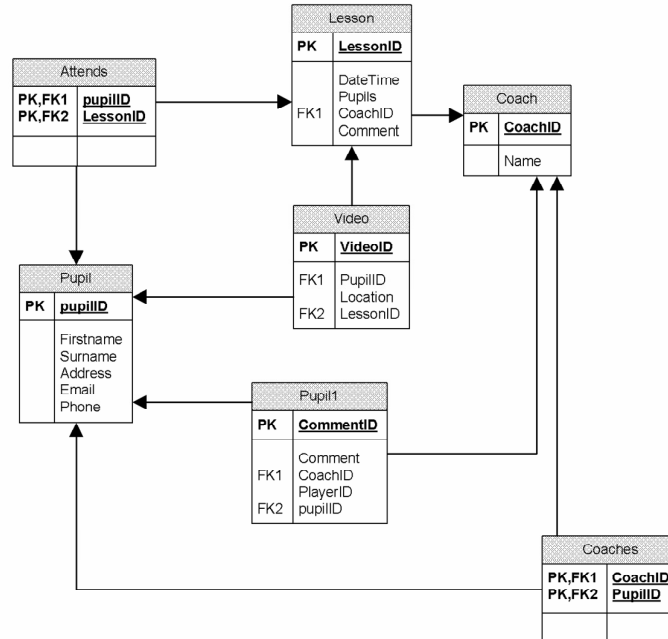 Lesson
PK LessonID
DateTime
Pupils
FK1 CoachID
Comment
Attends
PK,FK1 pupilID
PK,FK2 LessonID
Coach
PK CoachID
Name
Video
PK VideoID
FK1 PupilID
Location
FK2 LessonID
Pupil
PK pupilID
Firstname
Surname
Address
Email
Phone
Pupil1
PK CommentID
Comment
FK1 CoachID
PlayerID
FK2 pupilID
Coaches
PK,FK1 CoachID
PK,FK2 PupilID